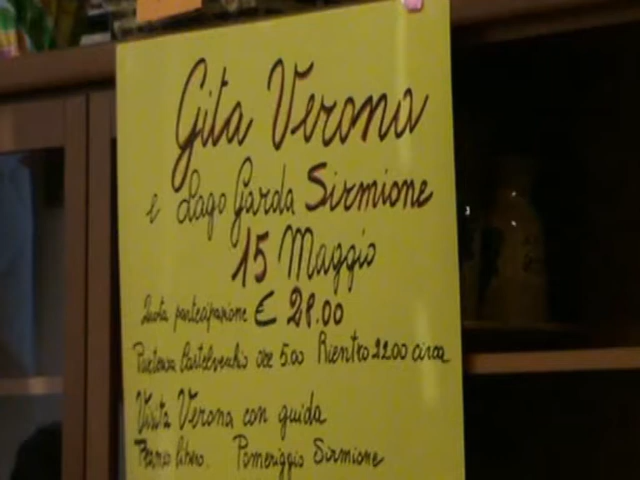 Gita Verona
e Lago Garda Sirmione
15 Maggio
Quota partecipazione € 28.00
Partenza Castelvecchio ore 5.00 Rientro 22.00 circa
Visita Verona con guida
Pranzo libero. Pomeriggio Sirmione